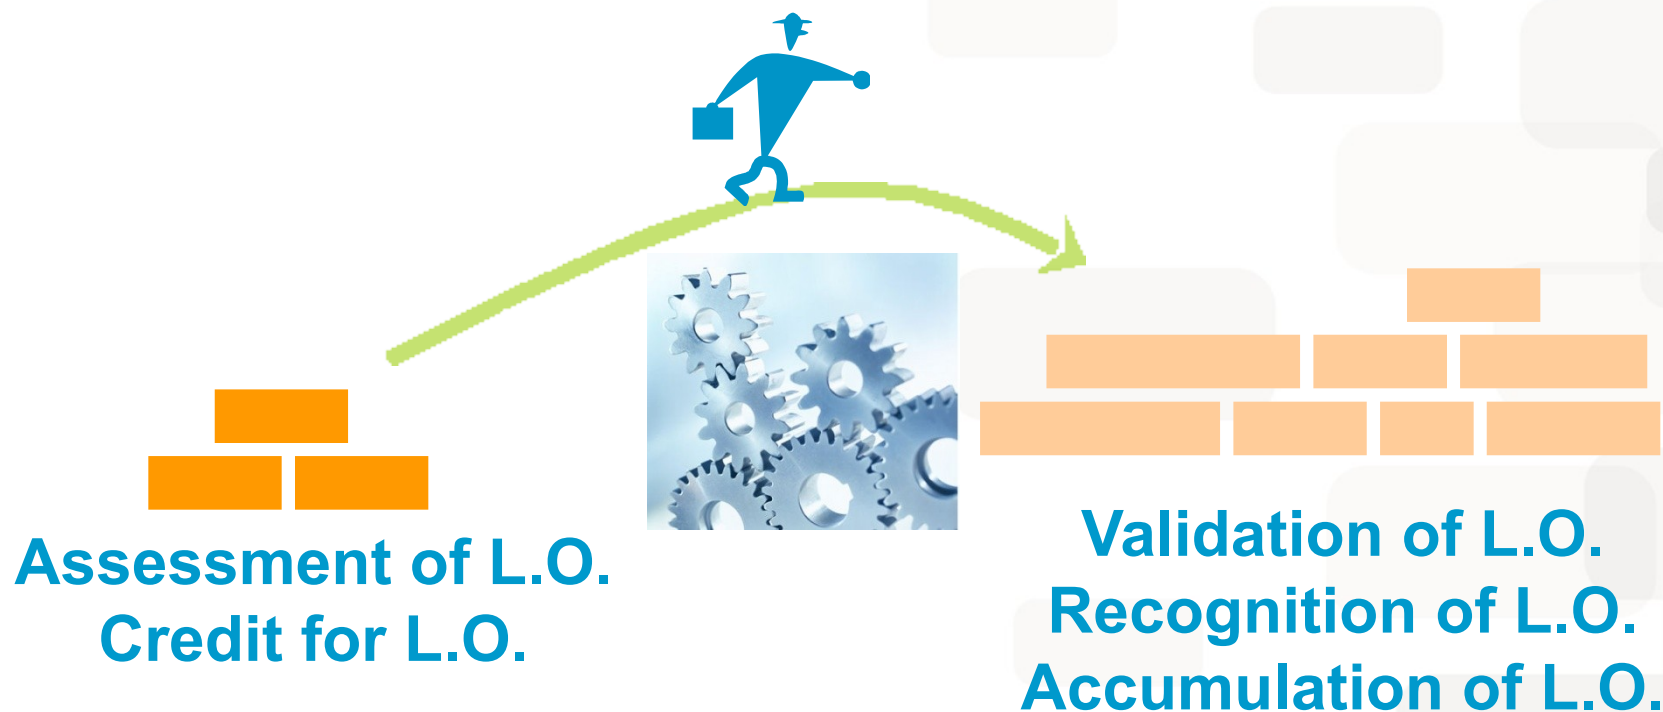 Assessment of L.O.
Credit for L.O.
Validation of L.O.
Recognition of L.O.
Accumulation of L.O.